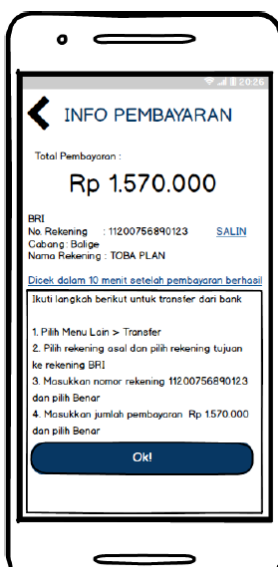 20:26
INFO PEMBAYARAN
Total Pembayaran :
Rp 1.570.000
BRI
No. Rekening : 11200756890123 SALIN
Cabang : Balige
Nama Rekening : TOBA PLAN
Dicek dalam 10 menit setelah pembayaran berhasil
Ikuti langkah berikut untuk transfer dari bank
1. Pilih Menu Lain > Transfer
2. Pilih rekening asal dan pilih rekening tujuan
ke rekening BRI
3. Masukkan nomor rekening 11200756890123
dan pilih Benar
4. Masukkan jumlah pembayaran Rp 1.570.000
dan pilih Benar
Ok!